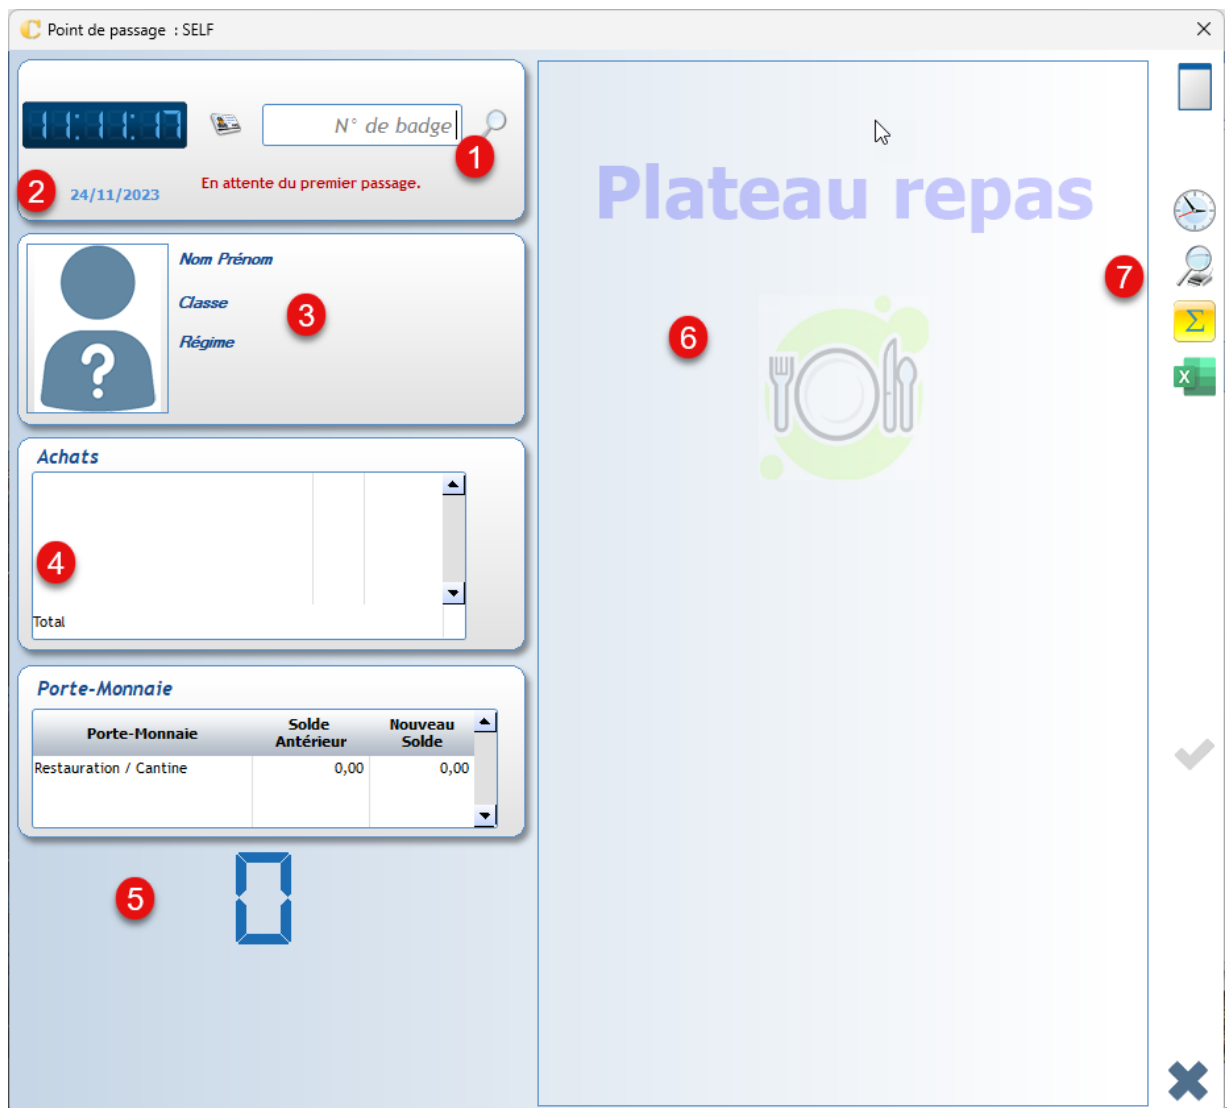 Point de passage : SELF
11:11:17
N° de badge
1
2
24/11/2023
En attente du premier passage.
Plateau repas
Nom Prénom
Classe
3
Régime
?
6
7
Σ
X
Achats
4
Total
Porte-Monnaie
Porte-Monnaie Solde Antérieur Nouveau Solde
Restauration / Cantine 0,00 0,00
5
0